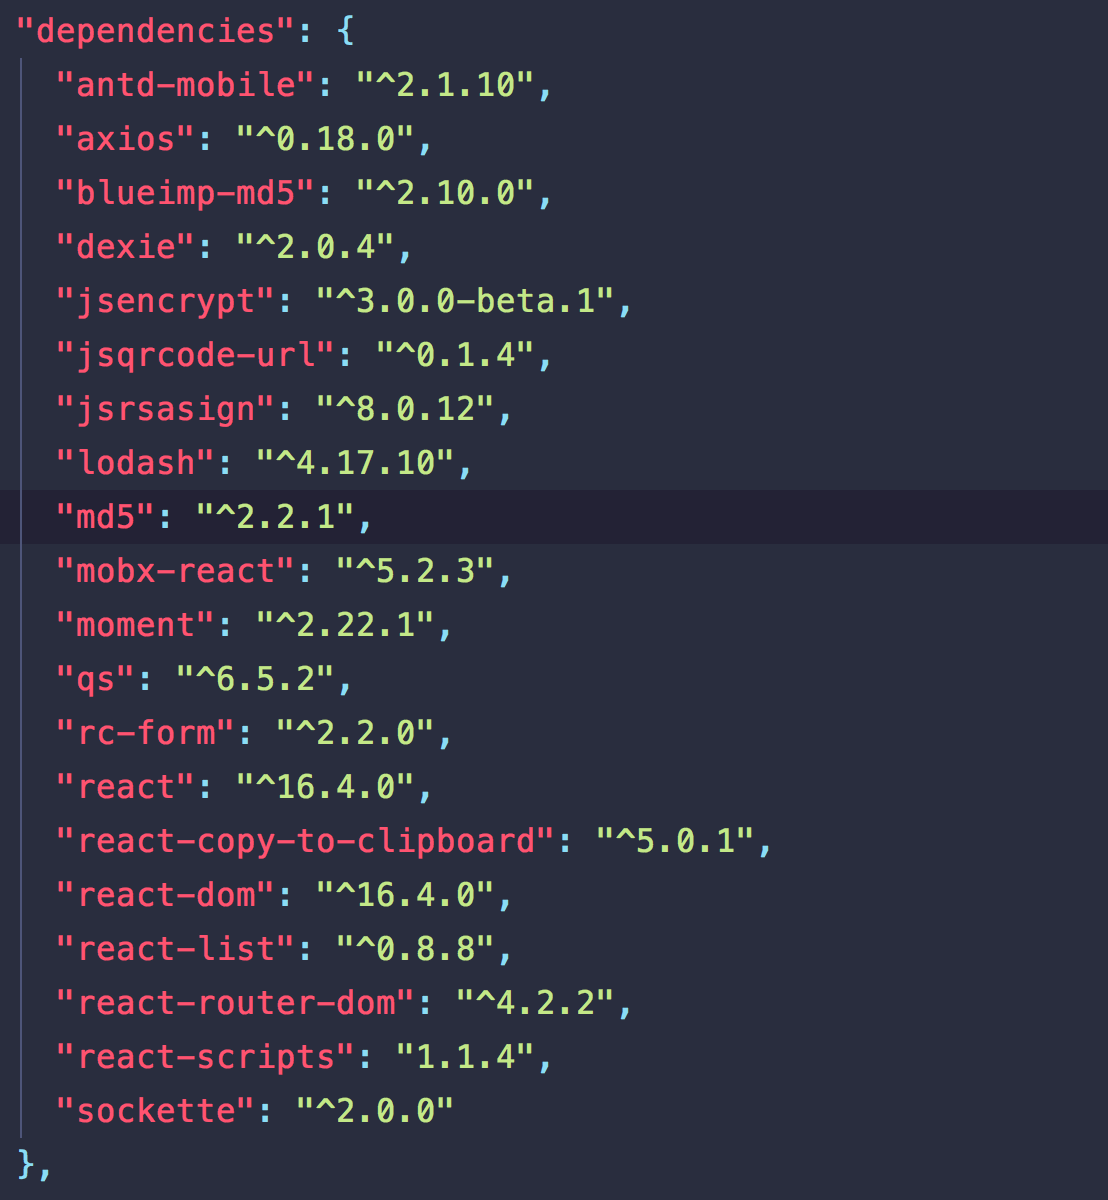 "dependencies": {
"antd-mobile": "^2.1.10",
"axios": "^0.18.0",
"blueimp-md5": "^2.10.0",
"dexie": "^2.0.4",
"jsencrypt": "^3.0.0-beta.1",
"jsqrcode-url": "^0.1.4",
"jsrsasign": "^8.0.12",
"lodash": "^4.17.10",
"md5": "^2.2.1",
"mobx-react": "^5.2.3",
"moment": "^2.22.1",
"qs": "^6.5.2",
"rc-form": "^2.2.0",
"react": "^16.4.0",
"react-copy-to-clipboard": "^5.0.1",
"react-dom": "^16.4.0",
"react-list": "^0.8.8",
"react-router-dom": "^4.2.2",
"react-scripts": "1.1.4",
"sockette": "^2.0.0"
},